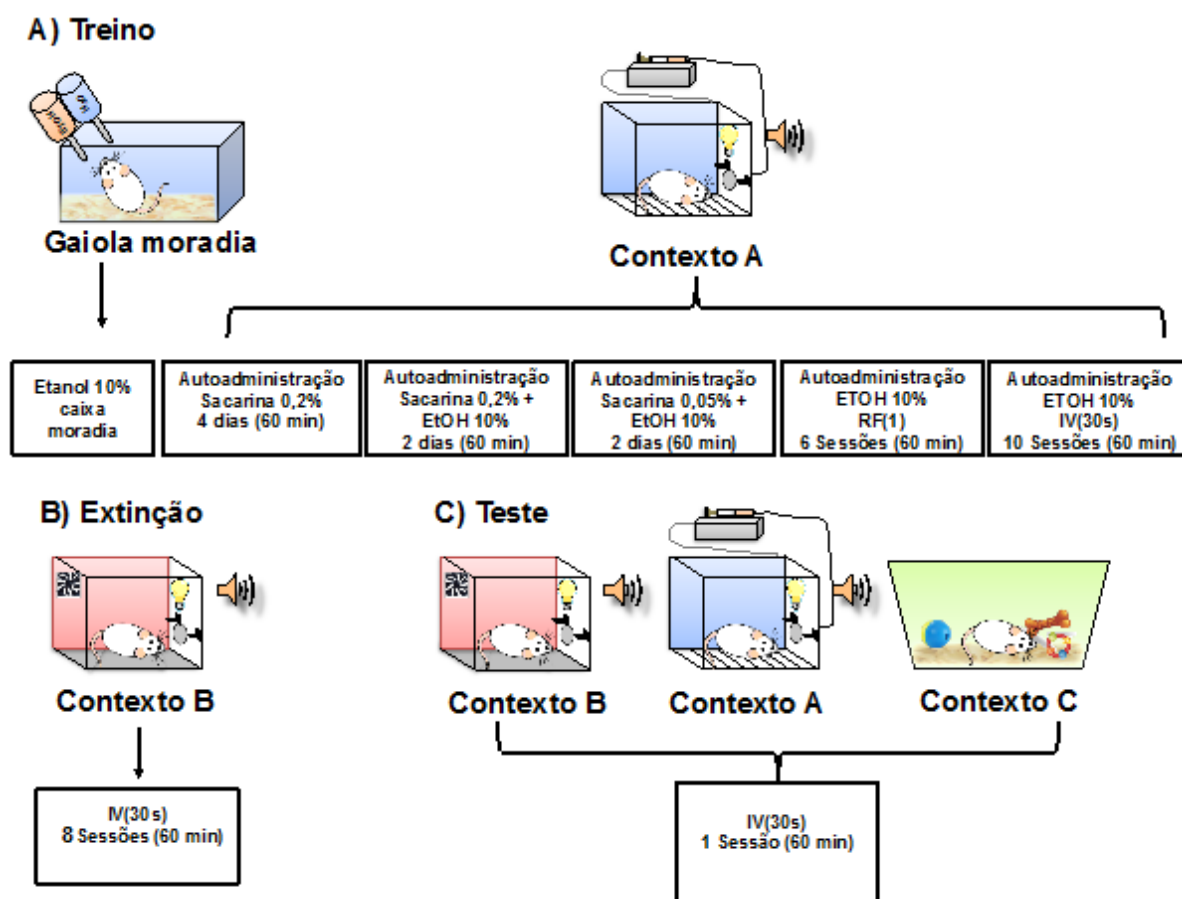 A) Treino
EtOH
H₂O
Gaiola moradia
Contexto A
Etanol 10%
caixa
moradia
Autoadministração
Sacarina 0,2%
4 dias (60 min)
Autoadministração
Sacarina 0,2% +
EtOH 10%
2 dias (60 min)
Autoadministração
Sacarina 0,05% +
EtOH 10%
2 dias (60 min)
Autoadministração
ETOH 10%
RF(1)
6 Sessões (60 min)
Autoadministração
ETOH 10%
IV(30s)
10 Sessões (60 min)
B) Extinção
Contexto B
IV(30s)
8 Sessões (60 min)
C) Teste
Contexto B
Contexto A
Contexto C
IV(30s)
1 Sessão (60 min)